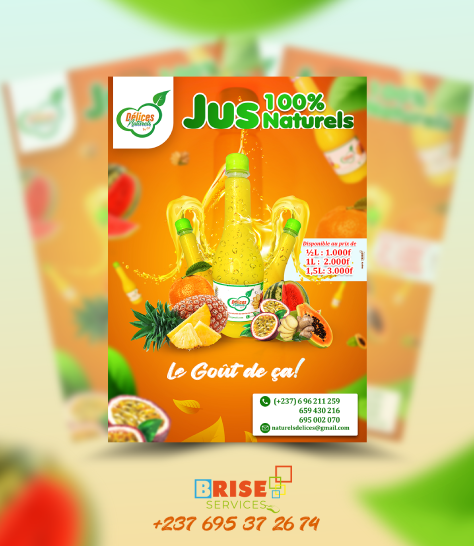 Délices
Naturels
Jus 100%
Naturels
Disponible au prix de
½L : 1.000f
1L : 2.000f
1,5L: 3.000f
Délices
Le Goût de ça!
(+237) 6 96 211 259
659 430 216
695 002 070
naturelsdelices@gmail.com
BRISE
SERVICES
+237 695 37 26 74